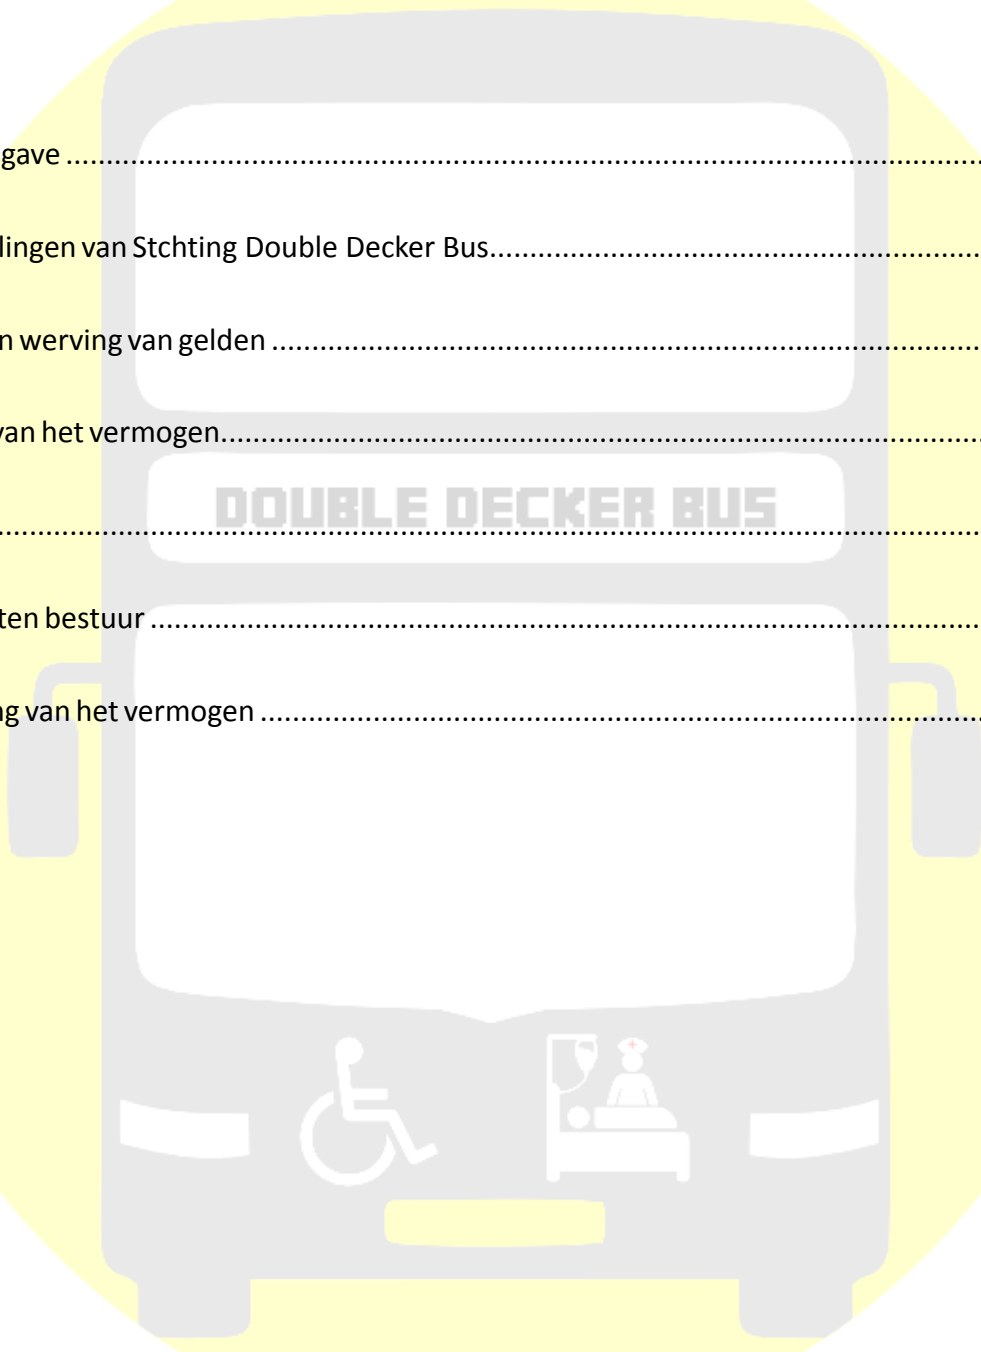 gave ................................................................................................................
lingen van Stchting Double Decker Bus.............................................................
n werving van gelden .......................................................................................
van het vermogen..............................................................................................
DOUBLE DECKER BUS
.........................................................................................................................
ten bestuur .......................................................................................................
ng van het vermogen .........................................................................................